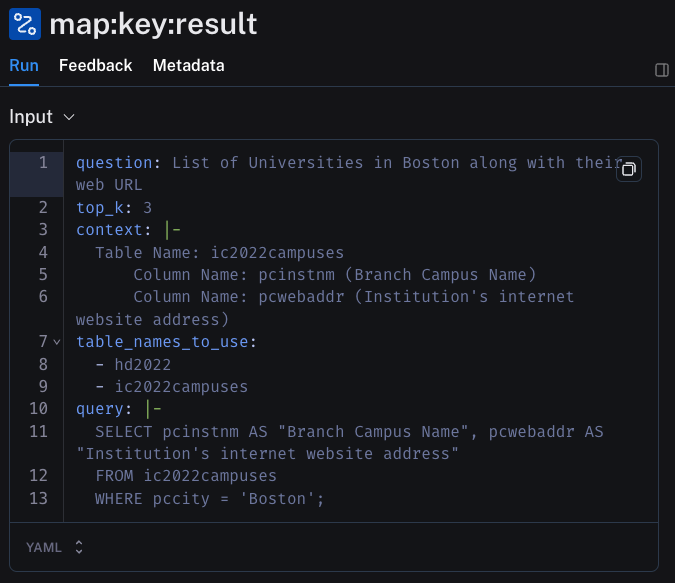 map:key:result
Run Feedback Metadata
Input
1 question: List of Universities in Boston along with their
web URL
2 top_k: 3
3 context: |-
4 Table Name: ic2022campuses
5 Column Name: pcinstnm (Branch Campus Name)
6 Column Name: pcwebaddr (Institution's internet
website address)
7 table_names_to_use:
8 - hd2022
9 - ic2022campuses
10 query: |-
11 SELECT pcinstnm AS "Branch Campus Name", pcwebaddr AS
"Institution's internet website address"
12 FROM ic2022campuses
13 WHERE pccity = 'Boston';
YAML